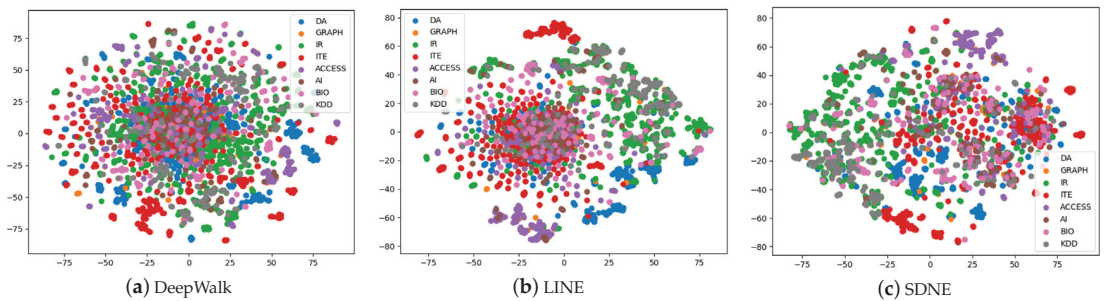 75
50
25
0
−25
−50
−75
−75
−50
−25
0
25
50
75
DA
GRAPH
IR
ITE
ACCESS
AI
BIO
KDD
(a) DeepWalk
80
60
40
20
0
−20
−40
−60
−80
−75
−50
−25
0
25
50
75
DA
GRAPH
IR
ITE
ACCESS
AI
BIO
KDD
(b) LINE
80
60
40
20
0
−20
−40
−60
−80
−75
−50
−25
0
25
50
75
DA
GRAPH
IR
ITE
ACCESS
AI
BIO
KDD
(c) SDNE